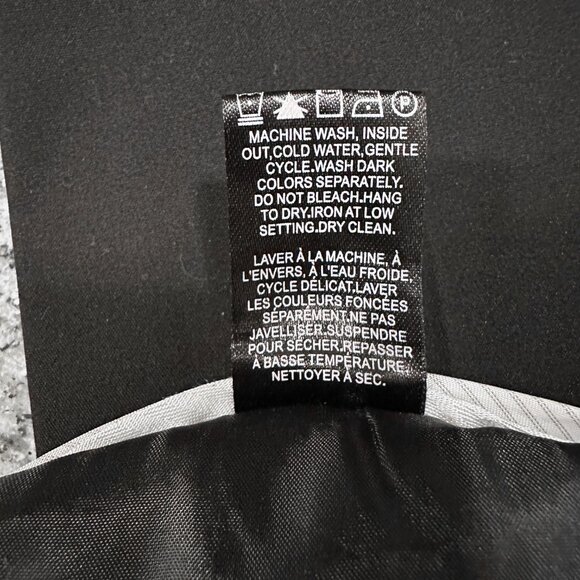 P
MACHINE WASH, INSIDE
OUT,COLD WATER,GENTLE
CYCLE.WASH DARK
COLORS SEPARATELY.
DO NOT BLEACH.HANG
TO DRY.IRON AT LOW
SETTING.DRY CLEAN.
LAVER À LA MACHINE, À
L'ENVERS, À L'EAU FROIDE,
CYCLE DÉLICAT.LAVER
LES COULEURS FONCÉES
SÉPARÉMENT.NE PAS
JAVELLISER.SUSPENDRE
POUR SÉCHER.REPASSER
À BASSE TEMPÉRATURE,
NETTOYER À SEC.